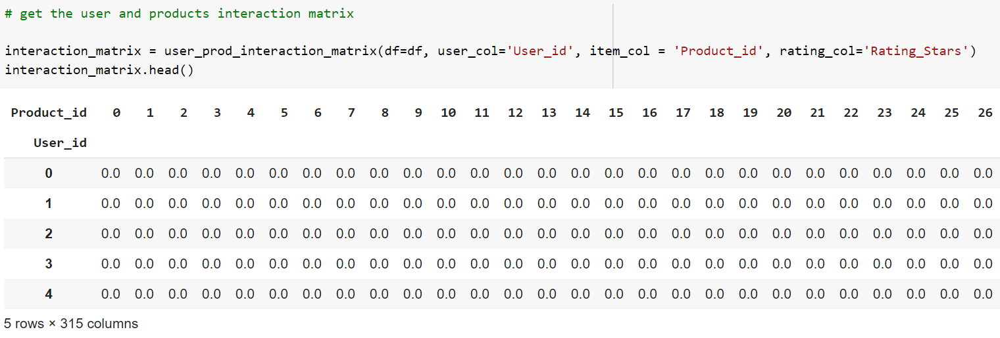 # get the user and products interaction matrix
interaction_matrix = user_prod_interaction_matrix(df=df, user_col='User_id', item_col = 'Product_id', rating_col='Rating_Stars')
interaction_matrix.head()
Product_id 0 1 2 3 4 5 6 7 8 9 10 11 12 13 14 15 16 17 18 19 20 21 22 23 24 25 26
User_id
0 0.0 0.0 0.0 0.0 0.0 0.0 0.0 0.0 0.0 0.0 0.0 0.0 0.0 0.0 0.0 0.0 0.0 0.0 0.0 0.0 0.0 0.0 0.0 0.0 0.0 0.0 0.0
1 0.0 0.0 0.0 0.0 0.0 0.0 0.0 0.0 0.0 0.0 0.0 0.0 0.0 0.0 0.0 0.0 0.0 0.0 0.0 0.0 0.0 0.0 0.0 0.0 0.0 0.0 0.0
2 0.0 0.0 0.0 0.0 0.0 0.0 0.0 0.0 0.0 0.0 0.0 0.0 0.0 0.0 0.0 0.0 0.0 0.0 0.0 0.0 0.0 0.0 0.0 0.0 0.0 0.0 0.0
3 0.0 0.0 0.0 0.0 0.0 0.0 0.0 0.0 0.0 0.0 0.0 0.0 0.0 0.0 0.0 0.0 0.0 0.0 0.0 0.0 0.0 0.0 0.0 0.0 0.0 0.0 0.0
4 0.0 0.0 0.0 0.0 0.0 0.0 0.0 0.0 0.0 0.0 0.0 0.0 0.0 0.0 0.0 0.0 0.0 0.0 0.0 0.0 0.0 0.0 0.0 0.0 0.0 0.0 0.0
5 rows × 315 columns